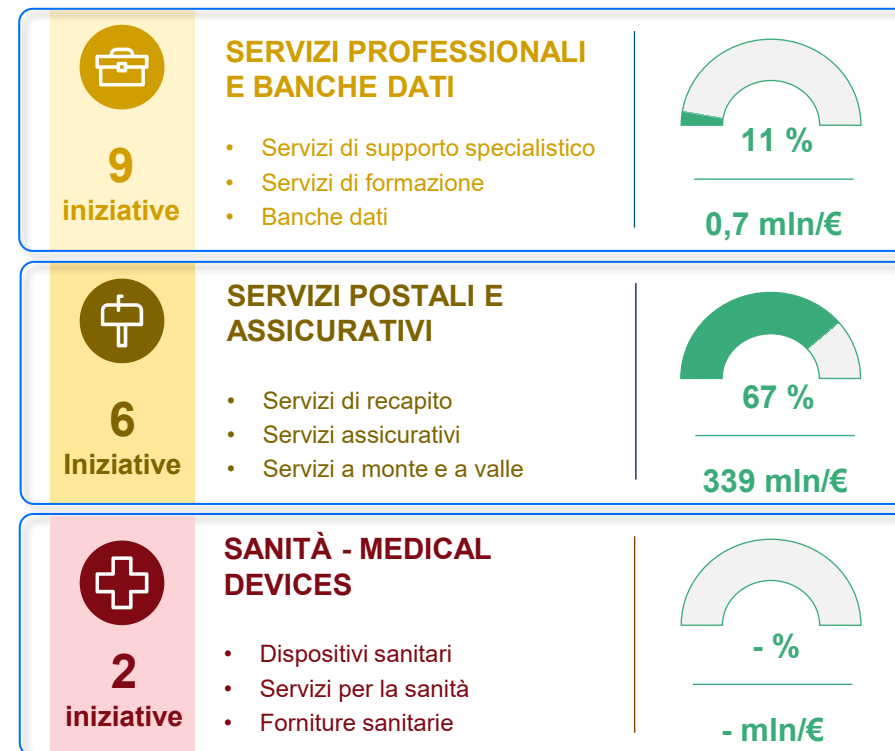 SERVIZI PROFESSIONALI
E BANCHE DATI
9
iniziative
• Servizi di supporto specialistico
• Servizi di formazione
• Banche dati
11 %
0,7 mln/€
SERVIZI POSTALI E
ASSICURATIVI
6
Iniziative
• Servizi di recapito
• Servizi assicurativi
• Servizi a monte e a valle
67 %
339 mln/€
SANITÀ - MEDICAL
DEVICES
2
iniziative
• Dispositivi sanitari
• Servizi per la sanità
• Forniture sanitarie
- %
- mln/€